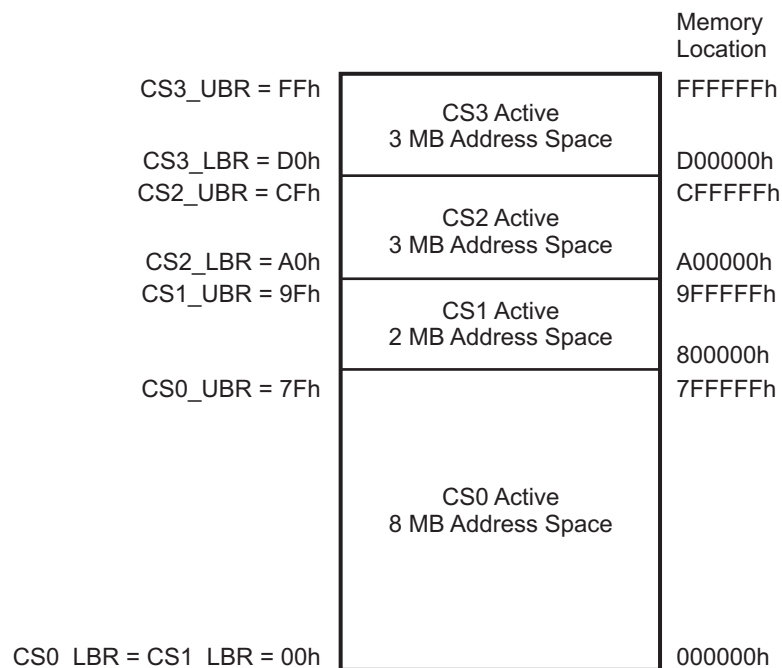 Memory
Location
CS3_UBR = FFh
FFFFFFh
CS3 Active
3 MB Address Space
CS3_LBR = D0h
D00000h
CS2_UBR = CFh
CFFFFFh
CS2 Active
3 MB Address Space
CS2_LBR = A0h
A00000h
CS1_UBR = 9Fh
9FFFFFh
CS1 Active
2 MB Address Space
800000h
CS0_UBR = 7Fh
7FFFFFh
CS0 Active
8 MB Address Space
CS0_LBR = CS1_LBR = 00h
000000h